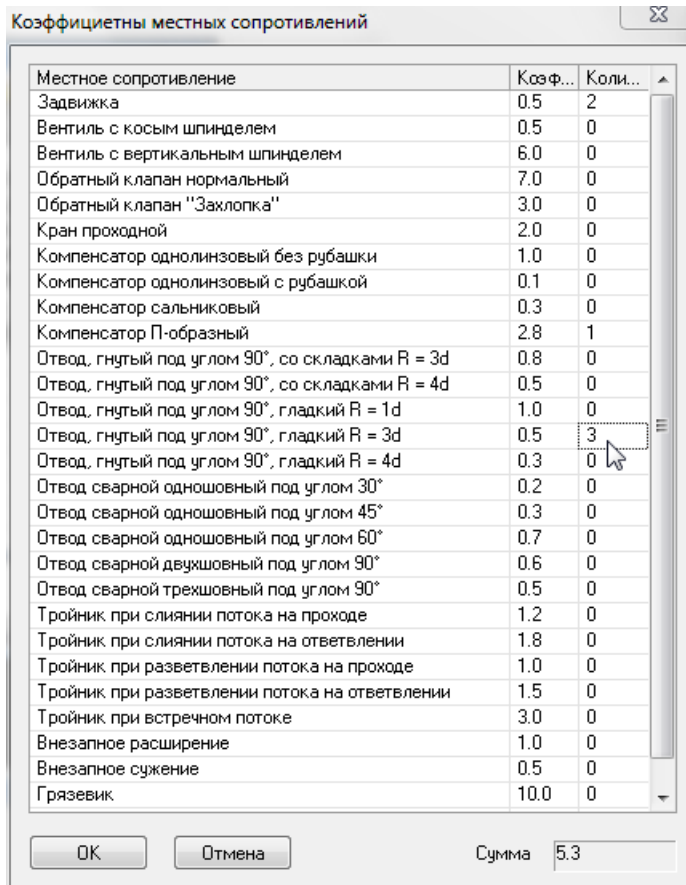 Коэффициетны местных сопротивлений
Местное сопротивление Коэф... Коли...
Задвижка 0.5 2
Вентиль с косым шпинделем 0.5 0
Вентиль с вертикальным шпинделем 6.0 0
Обратный клапан нормальный 7.0 0
Обратный клапан "Захлопка" 3.0 0
Кран проходной 2.0 0
Компенсатор однолинзовый без рубашки 1.0 0
Компенсатор однолинзовый с рубашкой 0.1 0
Компенсатор сальниковый 0.3 0
Компенсатор П-образный 2.8 1
Отвод, гнутый под углом 90°, со складками R = 3d 0.8 0
Отвод, гнутый под углом 90°, со складками R = 4d 0.5 0
Отвод, гнутый под углом 90°, гладкий R = 1d 1.0 0
Отвод, гнутый под углом 90°, гладкий R = 3d 0.5 3
Отвод, гнутый под углом 90°, гладкий R = 4d 0.3 0
Отвод сварной одношовный под углом 30° 0.2 0
Отвод сварной одношовный под углом 45° 0.3 0
Отвод сварной одношовный под углом 60° 0.7 0
Отвод сварной двухшовный под углом 90° 0.6 0
Отвод сварной трехшовный под углом 90° 0.5 0
Тройник при слиянии потока на проходе 1.2 0
Тройник при слиянии потока на ответвлении 1.8 0
Тройник при разветвлении потока на проходе 1.0 0
Тройник при разветвлении потока на ответвлении 1.5 0
Тройник при встречном потоке 3.0 0
Внезапное расширение 1.0 0
Внезапное сужение 0.5 0
Грязевик 10.0 0
OK Отмена Сумма 5.3